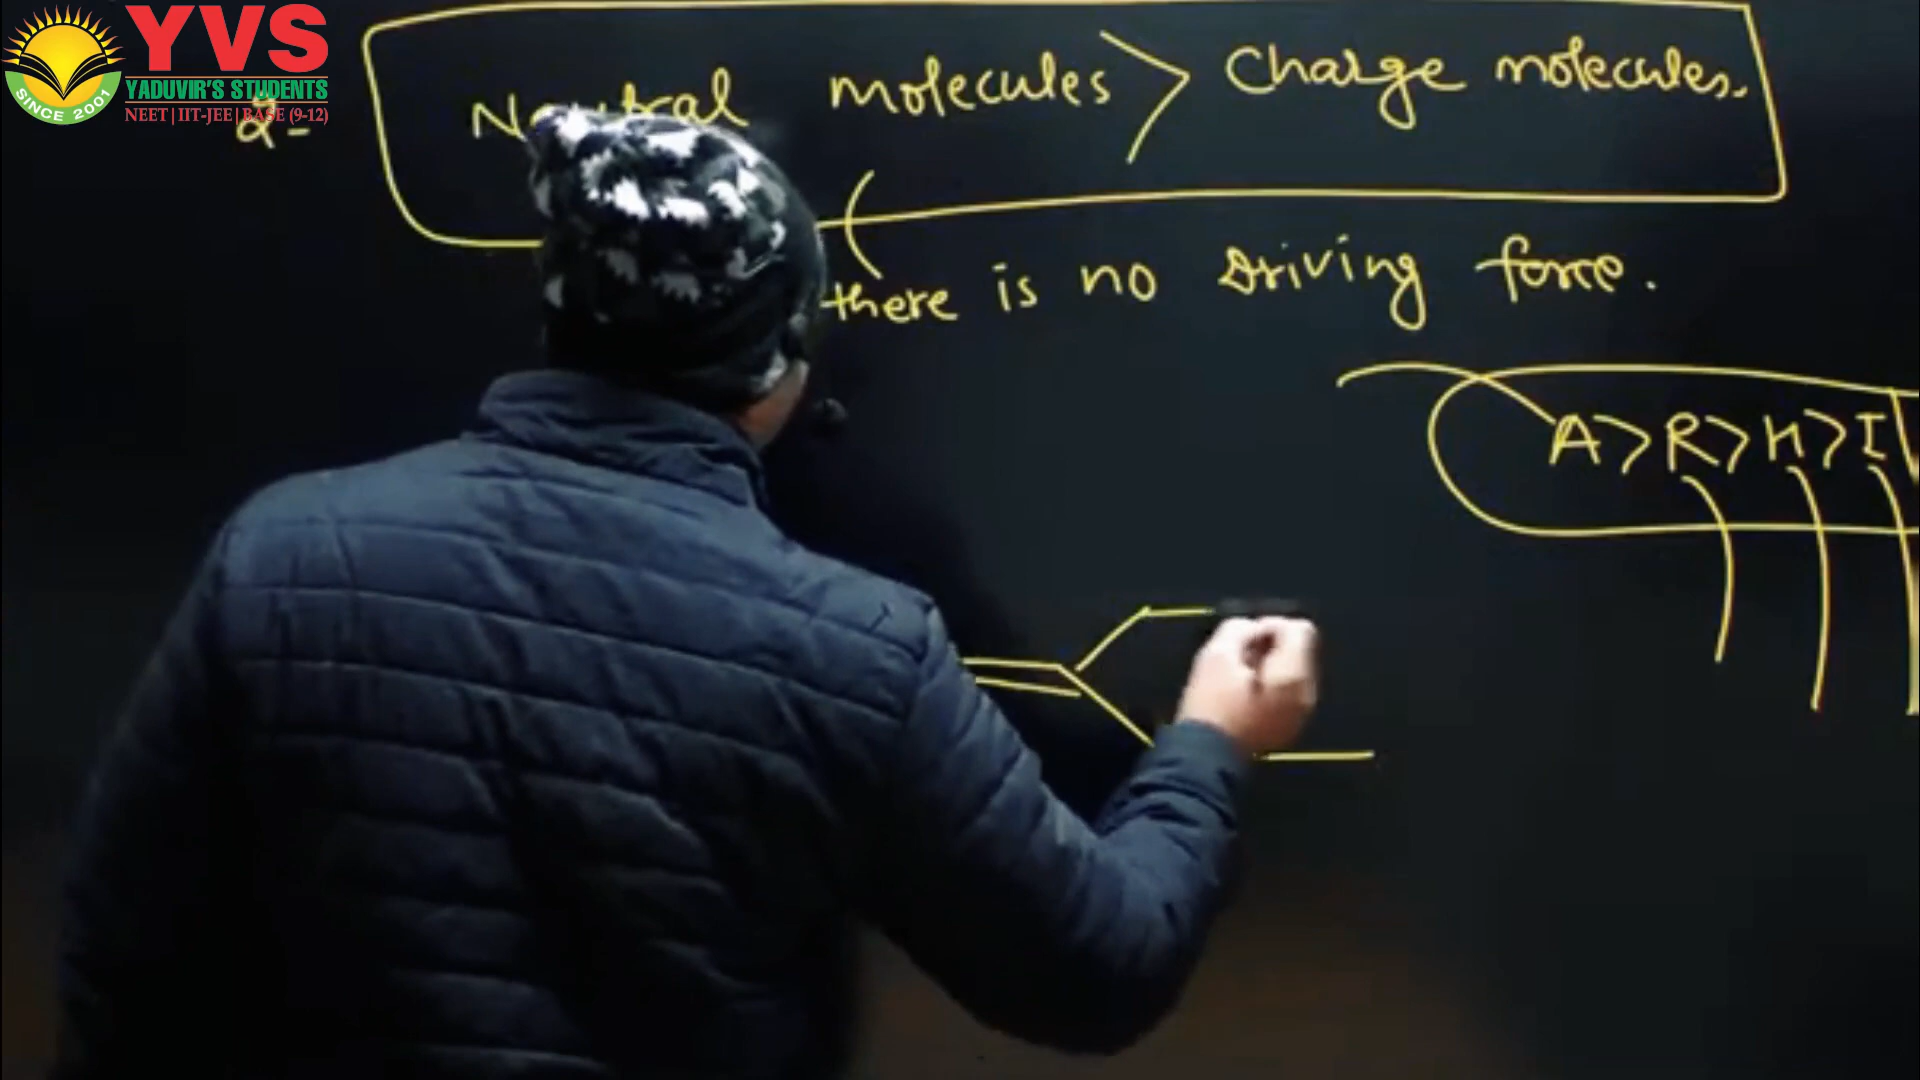 YVS
YADUVIR'S STUDENTS
NEET | IIT-JEE | BASE (9-12)
SINCE 2001
2- molecules > Charge molecules.
there is no driving force.
A > R > H > I